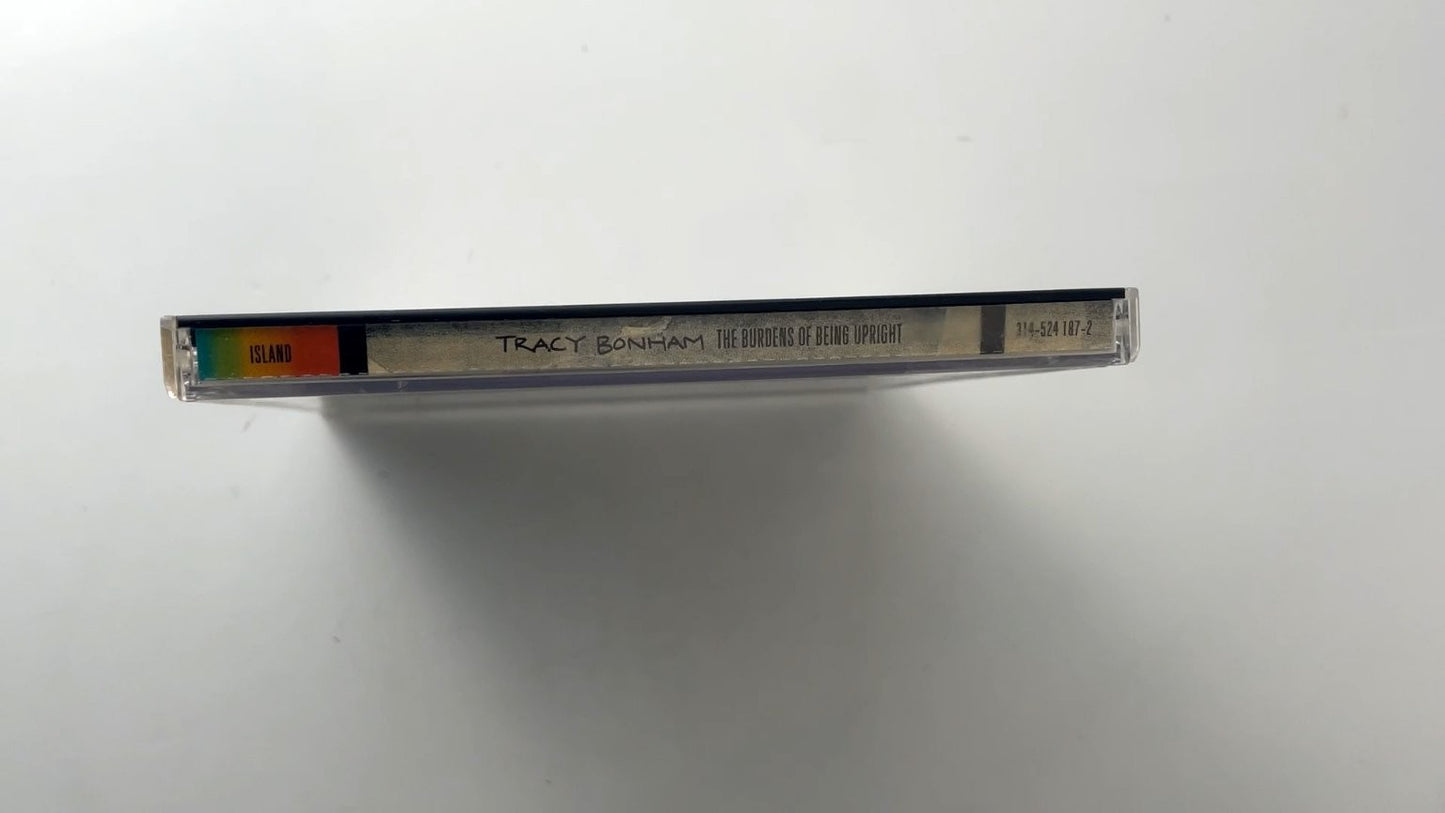 ISLAND TRACY BONHAM THE BURDENS OF BEING UPRIGHT 314-524 187-2